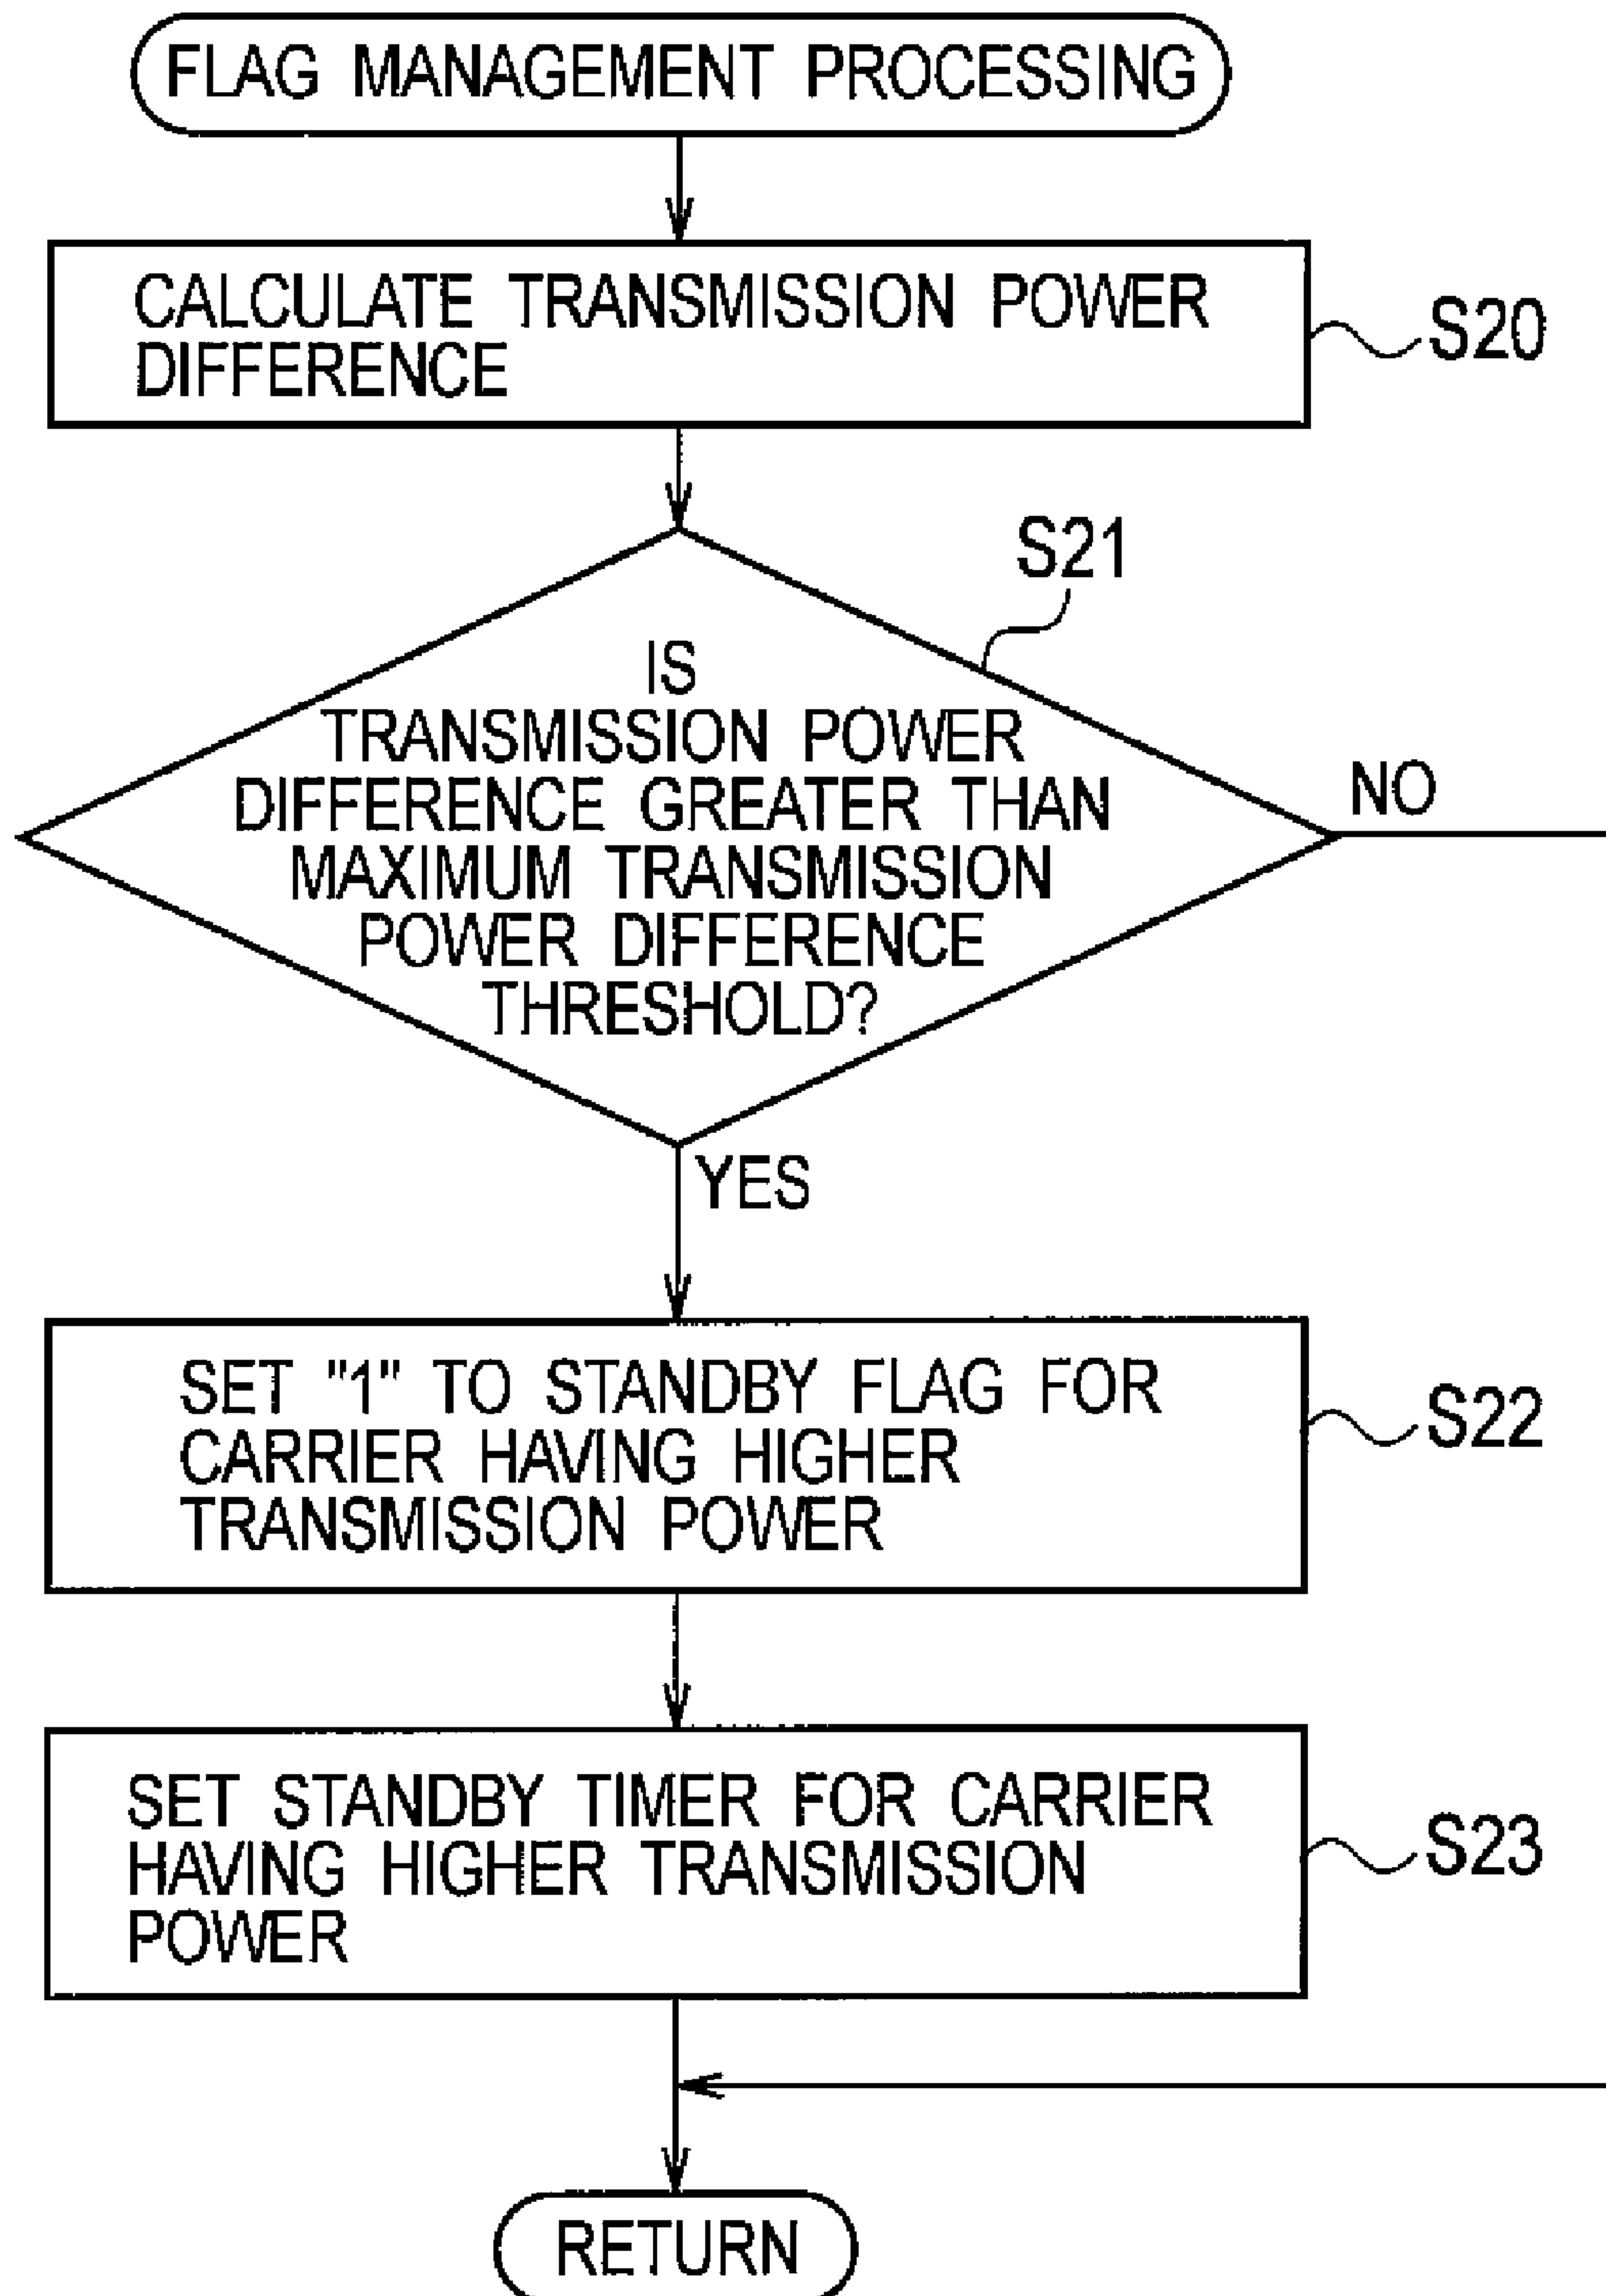 FLAG MANAGEMENT PROCESSING
CALCULATE TRANSMISSION POWER
DIFFERENCE
S20
S21
IS
TRANSMISSION POWER
DIFFERENCE GREATER THAN
MAXIMUM TRANSMISSION
POWER DIFFERENCE
THRESHOLD?
NO
YES
SET "1" TO STANDBY FLAG FOR
CARRIER HAVING HIGHER
TRANSMISSION POWER
S22
SET STANDBY TIMER FOR CARRIER
HAVING HIGHER TRANSMISSION
POWER
S23
RETURN